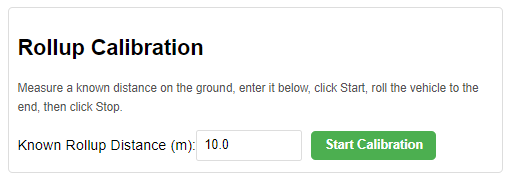 Rollup Calibration
Measure a known distance on the ground, enter it below, click Start, roll the vehicle to the
end, then click Stop.
Known Rollup Distance (m): 10.0 Start Calibration